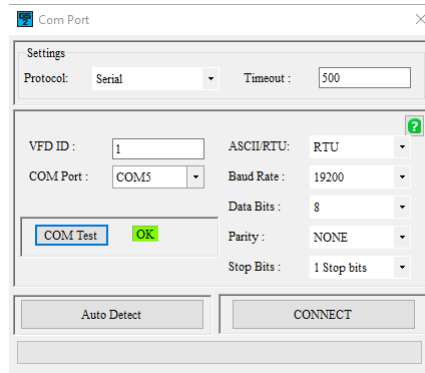 Com Port
Settings
Protocol: Serial Timeout : 500
VFD ID : 1 ASCII/RTU: RTU
COM Port : COM5 Baud Rate : 19200
Data Bits : 8
COM Test OK Parity : NONE
Stop Bits : 1 Stop bits
Auto Detect CONNECT